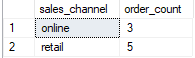 sales_channel order_count
1 online 3
2 retail 5